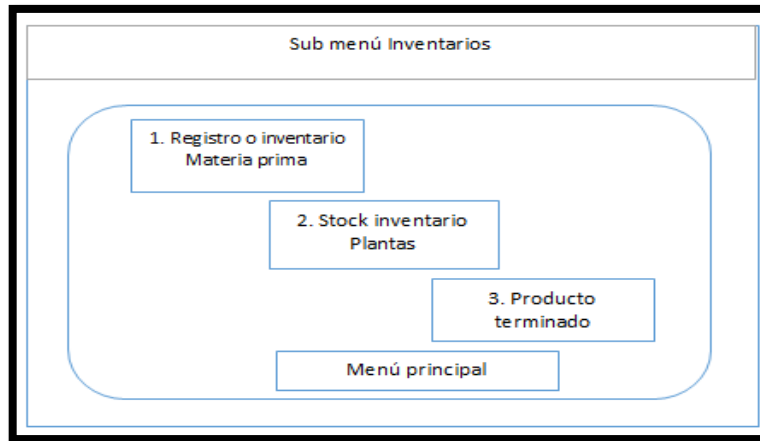 Sub menú Inventarios
1. Registro o inventario
Materia prima
2. Stock inventario
Plantas
3. Producto
terminado
Menú principal